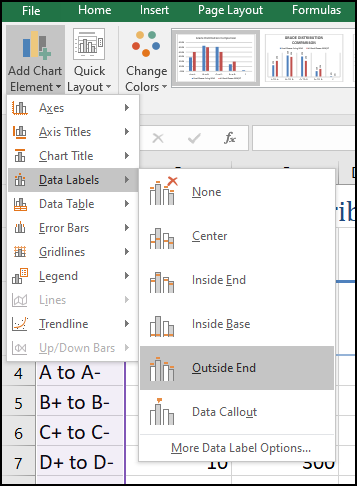 File Home Insert Page Layout Formulas
Add Chart Element
Quick Layout
Change Colors
GRADE DISTRIBUTION COMPARISON
Axes
Axis Titles
Chart Title
Data Labels
Data Table
Error Bars
Gridlines
Legend
Lines
Trendline
Up/Down Bars
None
Center
Inside End
Inside Base
Outside End
Data Callout
More Data Label Options...
fx
rib
4 A to A-
5 B+ to B-
6 C+ to C-
7 D+ to D- 10 300